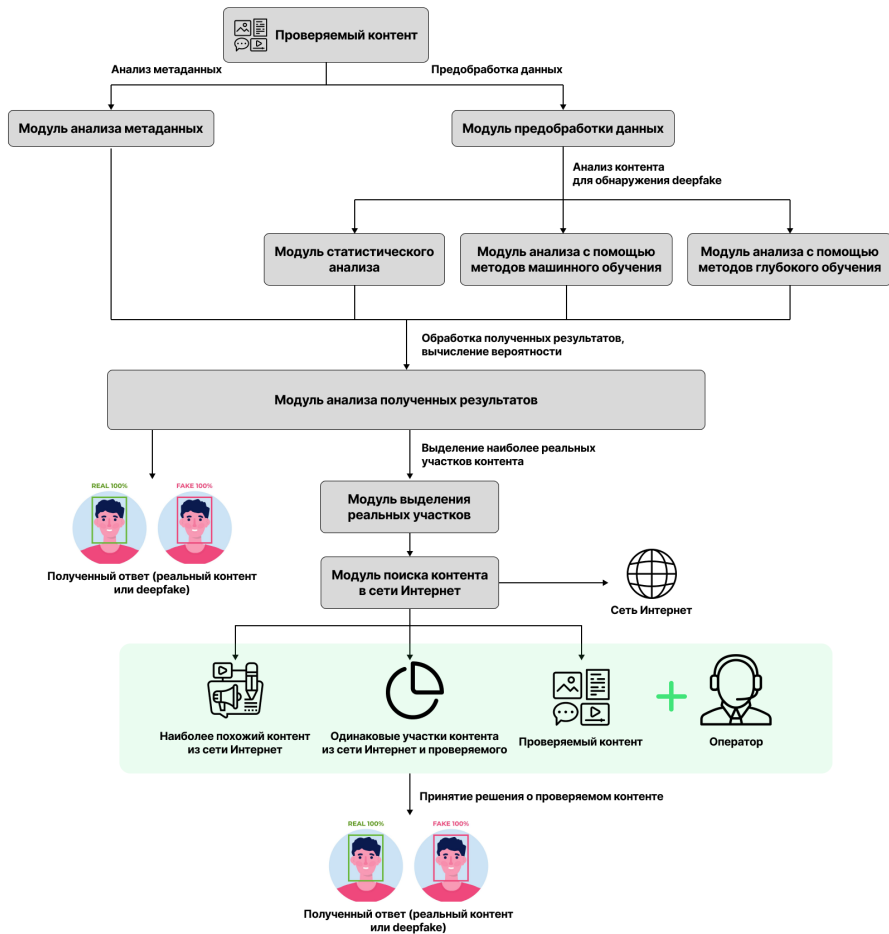 Проверяемый контент
Анализ метаданных
Предобработка данных
Модуль анализа метаданных
Модуль предобработки данных
Анализ контента
для обнаружения deepfake
Модуль статистического
анализа
Модуль анализа с помощью
методов машинного обучения
Модуль анализа с помощью
методов глубокого обучения
Обработка полученных результатов,
вычисление вероятности
Модуль анализа полученных результатов
Выделение наиболее реальных
участков контента
REAL 100%
FAKE 100%
Модуль выделения
реальных участков
Полученный ответ (реальный контент
или deepfake)
Модуль поиска контента
в сети Интернет
Сеть Интернет
Наиболее похожий контент
из сети Интернет
Одинаковые участки контента
из сети Интернет и проверяемого
Проверяемый контент
Оператор
Принятие решения о проверяемом контенте
REAL 100%
FAKE 100%
Полученный ответ (реальный контент
или deepfake)